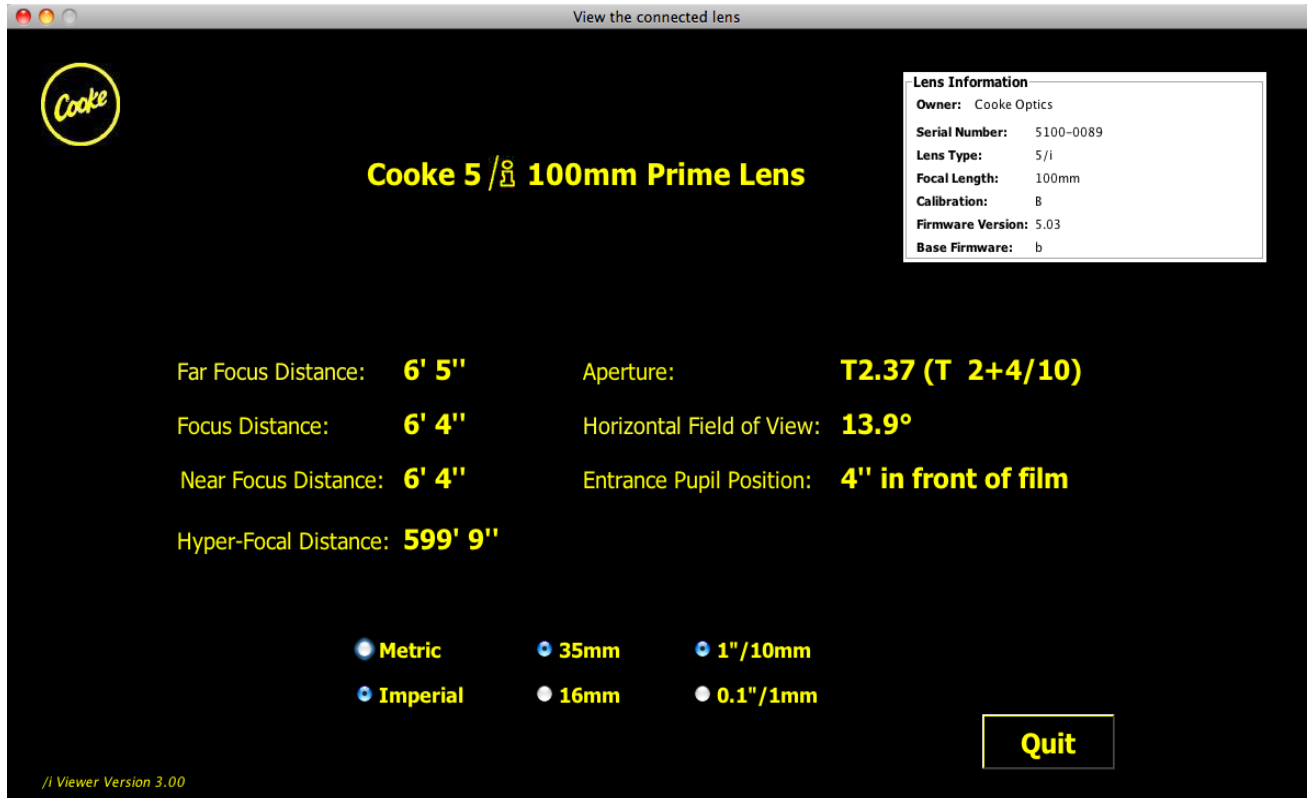 View the connected lens
Cooke
Lens Information
Owner: Cooke Optics
Serial Number: 5100-0089
Lens Type: 5/i
Focal Length: 100mm
Calibration: B
Firmware Version: 5.03
Base Firmware: b
Cooke 5/i 100mm Prime Lens
Far Focus Distance: 6' 5'' Aperture: T2.37 (T 2+4/10)
Focus Distance: 6' 4'' Horizontal Field of View: 13.9°
Near Focus Distance: 6' 4'' Entrance Pupil Position: 4'' in front of film
Hyper-Focal Distance: 599' 9''
Metric 35mm 1"/10mm
Imperial 16mm 0.1"/1mm
Quit
/i Viewer Version 3.00